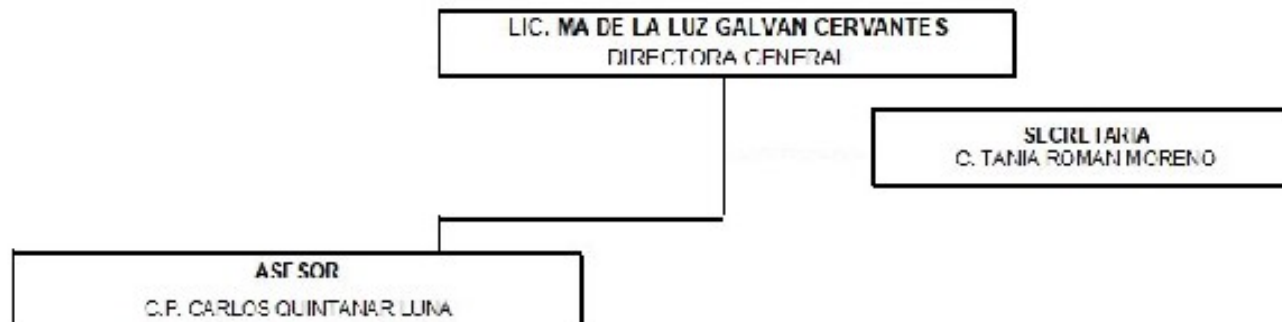 LIC. MA DE LA LUZ GALVAN CERVANTES
DIRECTORA GENERAL
SECRETARIA
C. TANIA ROMAN MORENO
ASESOR
C.P. CARLOS QUINTANAR LUNA